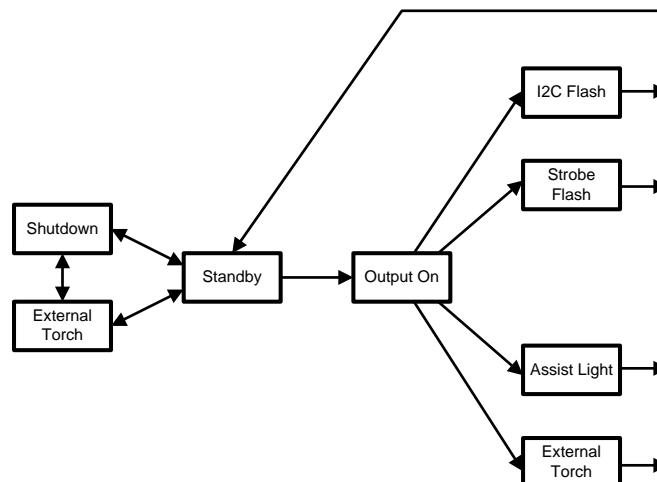 I2C Flash
Strobe
Flash
Shutdown
Standby
Output On
External
Torch
Assist Light
External
Torch